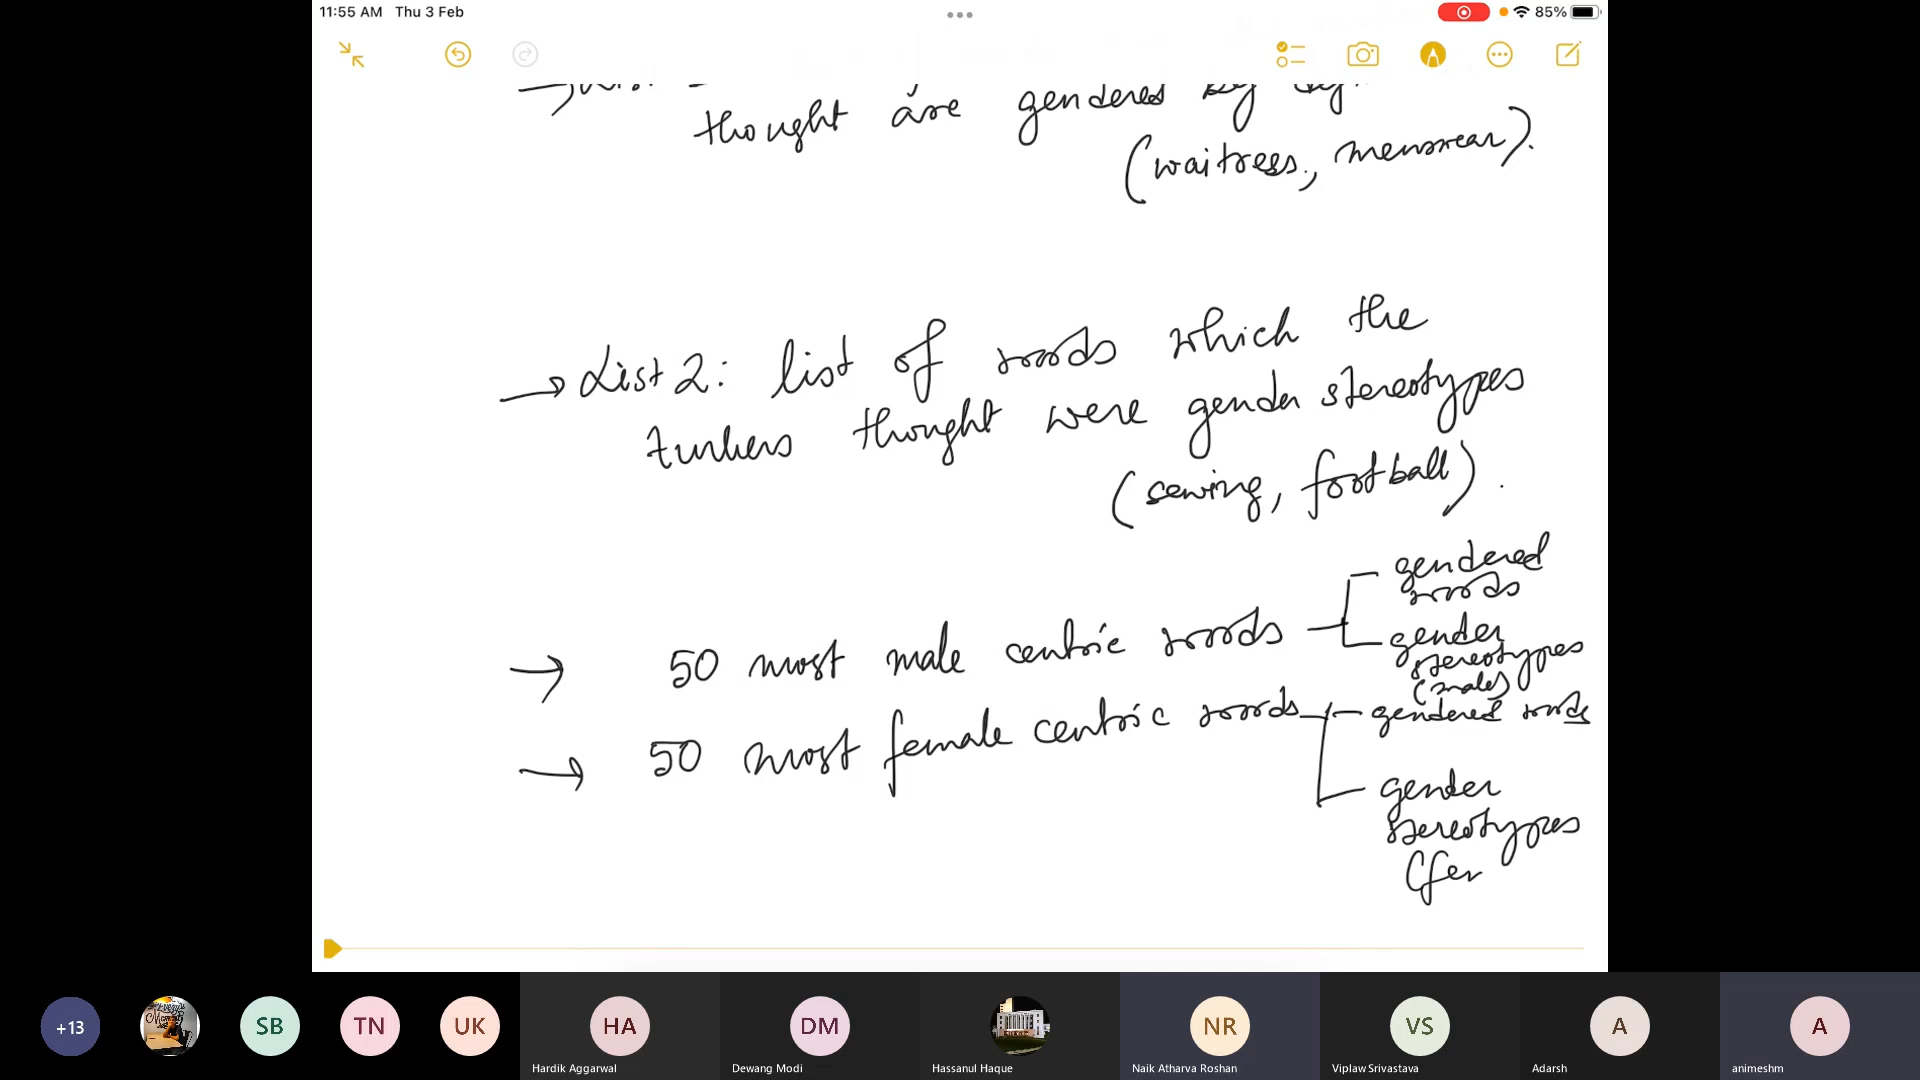 11:55 AM Thu 3 Feb
85%
thought are gendered by
(waitress, menswear).
→ List 2: list of words which the
turkers thought were gender stereotypes
(sewing, football).
→ 50 most male centric words
gendered
words
gender
stereotypes
(male)
→ 50 most female centric words
gendered words
gender
stereotypes
(fem
+13
SB
TN
UK
HA
DM
NR
VS
A
A
Hardik Aggarwal
Dewang Modi
Hassanul Haque
Naik Atharva Roshan
Viplaw Srivastava
Adarsh
animeshm